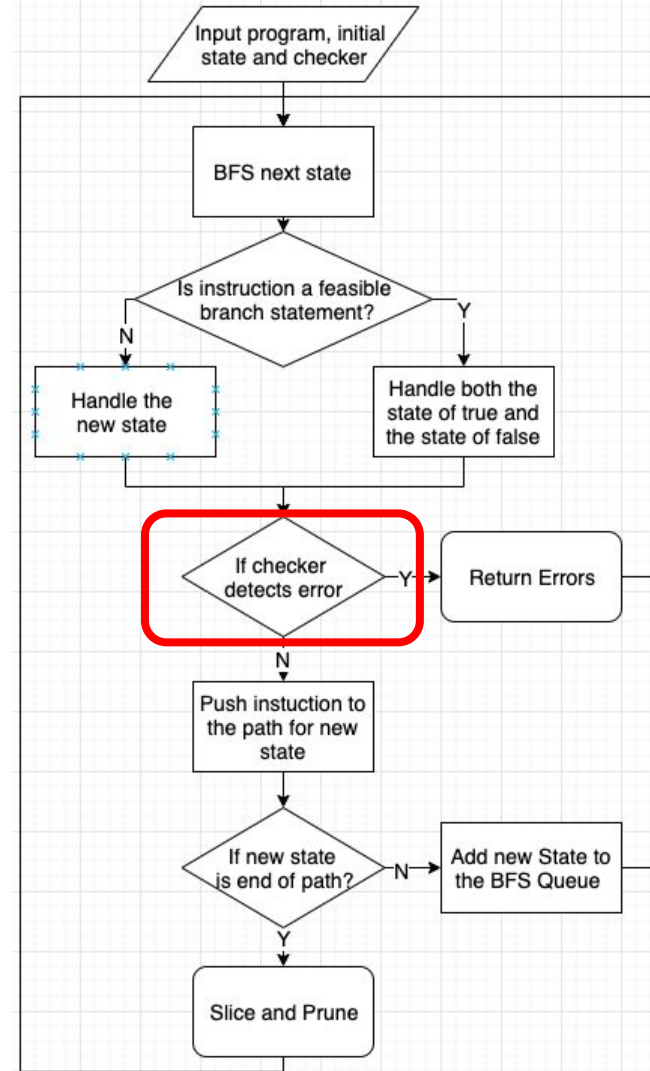 Input program, initial
state and checker
BFS next state
Is instruction a feasible
branch statement?
N
Y
Handle the
new state
Handle both the
state of true and
the state of false
If checker
detects error
Y
Return Errors
N
Push instuction to
the path for new
state
If new state
is end of path?
N
Add new State to
the BFS Queue
Y
Slice and Prune